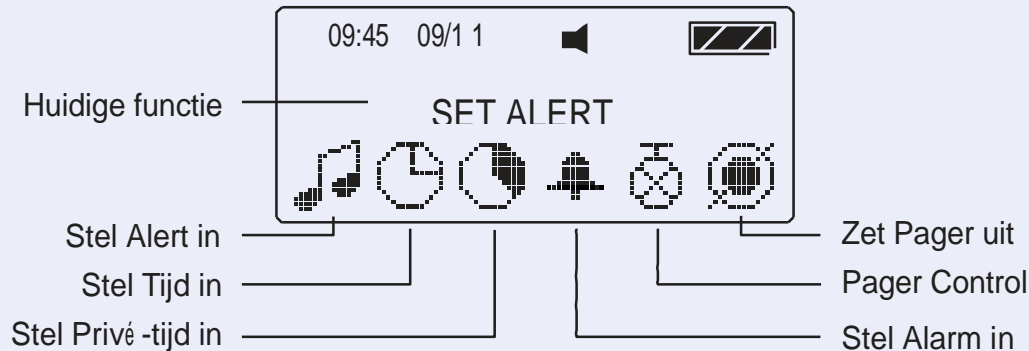 09:45 09/1 1
Huidige functie
SET ALERT
Stel Alert in
Zet Pager uit
Stel Tijd in
Pager Control
Stel Privé -tijd in
Stel Alarm in